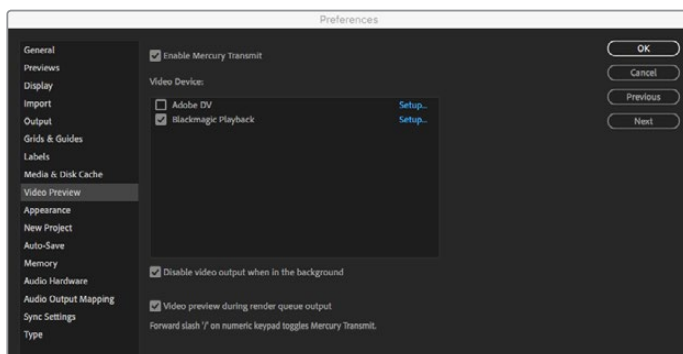 Preferences
General
Previews
Display
Import
Output
Grids & Guides
Labels
Media & Disk Cache
Video Preview
Appearance
New Project
Auto-Save
Memory
Audio Hardware
Audio Output Mapping
Sync Settings
Type
Enable Mercury Transmit
Video Device:
Adobe DV Setup...
Blackmagic Playback Setup...
Disable video output when in the background
Video preview during render queue output
Forward slash '/' on numeric keypad toggles Mercury Transmit.
OK
Cancel
Previous
Next